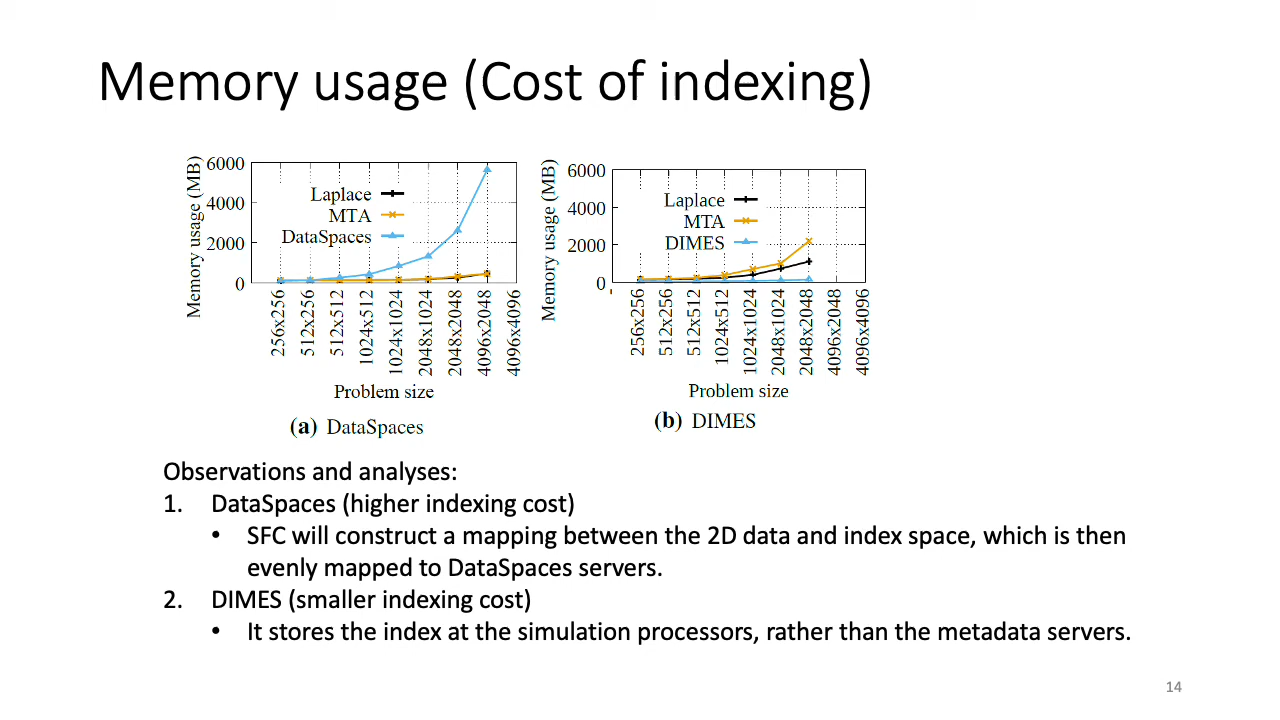 Memory usage (Cost of indexing)
Memory usage (MB)
6000
4000
2000
0
Laplace
MTA
DataSpaces
256x256
512x256
512x512
1024x512
1024x1024
2048x1024
2048x2048
4096x2048
4096x4096
Problem size
(a) DataSpaces
Memory usage (MB)
6000
4000
2000
0
Laplace
MTA
DIMES
256x256
512x256
512x512
1024x512
1024x1024
2048x1024
2048x2048
4096x2048
4096x4096
Problem size
(b) DIMES
Observations and analyses:
1. DataSpaces (higher indexing cost)
• SFC will construct a mapping between the 2D data and index space, which is then
evenly mapped to DataSpaces servers.
2. DIMES (smaller indexing cost)
• It stores the index at the simulation processors, rather than the metadata servers.
14